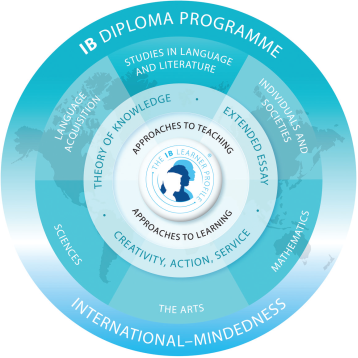 IB DIPLOMA PROGRAMME
STUDIES IN LANGUAGE
AND LITERATURE
LANGUAGE
ACQUISITION
INDIVIDUALS AND
SOCIETIES
THEORY OF KNOWLEDGE
EXTENDED ESSAY
APPROACHES TO TEACHING
THE IB LEARNER PROFILE
APPROACHES TO LEARNING
CREATIVITY, ACTION, SERVICE
SCIENCES
MATHEMATICS
THE ARTS
INTERNATIONAL–MINDEDNESS